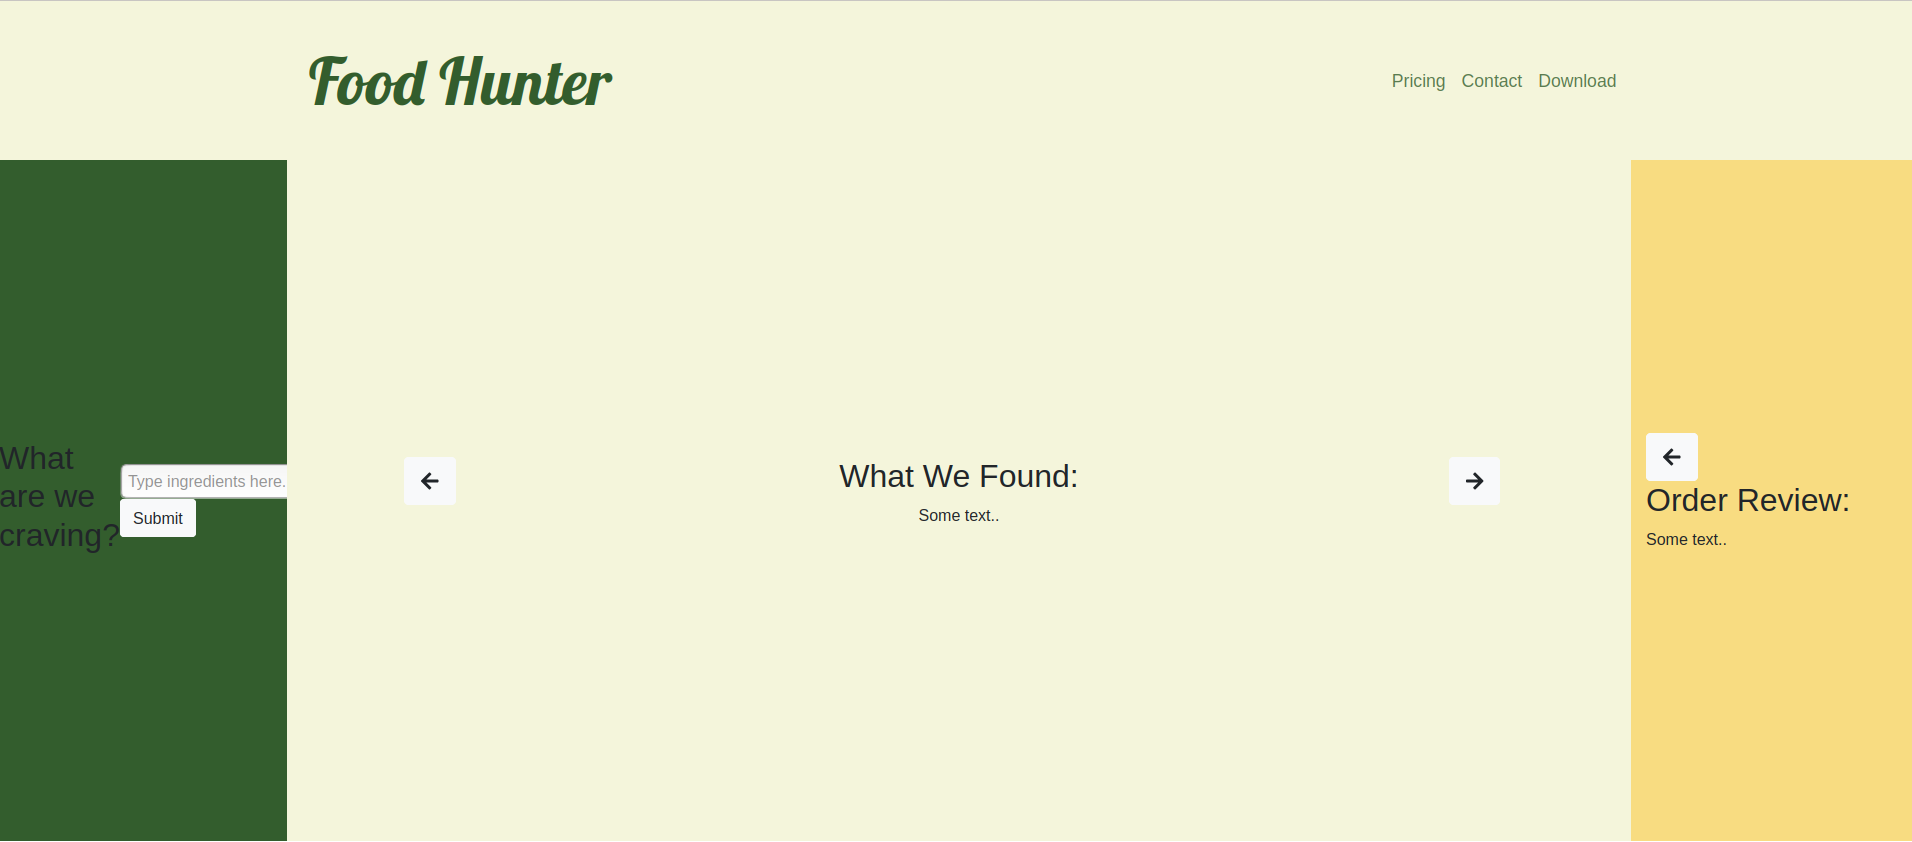 Food Hunter
Pricing Contact Download
What
are we
craving?
Type ingredients here.
Submit
What We Found:
Some text..
Order Review:
Some text..